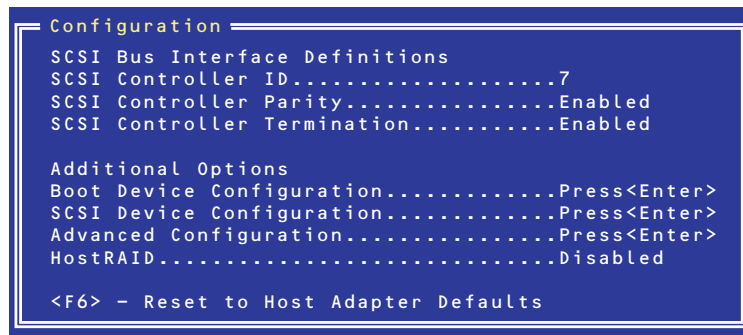 Configuration
SCSI Bus Interface Definitions
SCSI Controller ID....................7
SCSI Controller Parity................Enabled
SCSI Controller Termination...........Enabled
Additional Options
Boot Device Configuration.............Press<Enter>
SCSI Device Configuration.............Press<Enter>
Advanced Configuration................Press<Enter>
HostRAID..............................Disabled
<F6> – Reset to Host Adapter Defaults